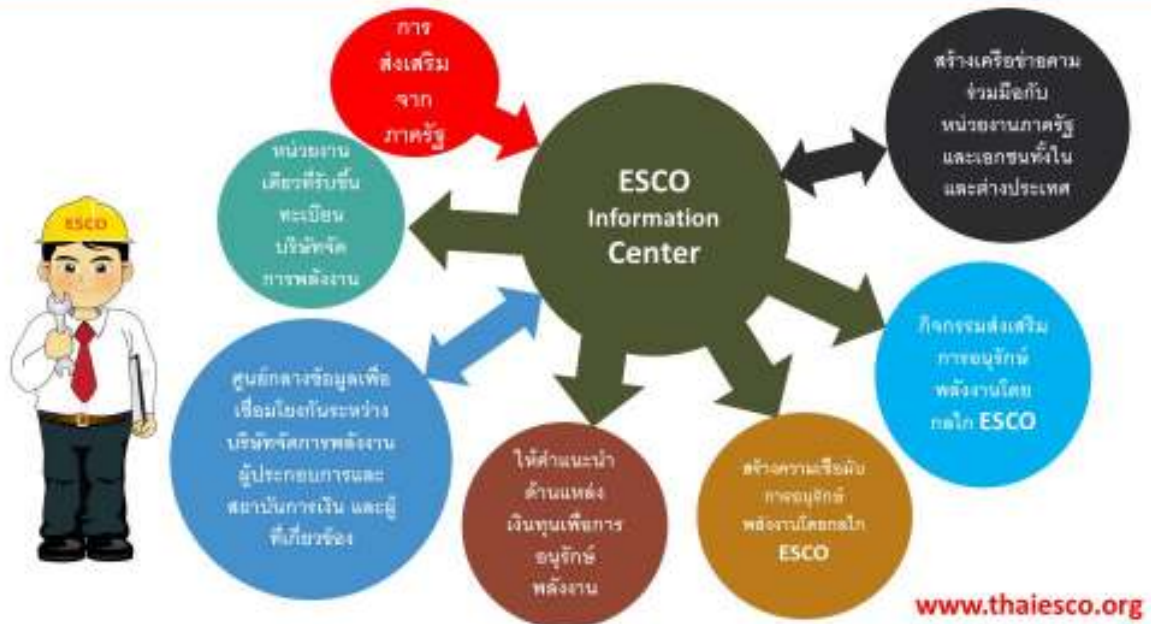 การ
ส่งเสริม
จาก
ภาครัฐ
สร้างเครือข่ายความ
ร่วมมือกับ
หน่วยงานภาครัฐ
และเอกชนทั้งใน
และต่างประเทศ
หน่วยงาน
เดียวที่รับขึ้น
ทะเบียน
บริษัทจัด
การพลังงาน
ESCO
Information
Center
ESCO
กิจกรรมส่งเสริม
การอนุรักษ์
พลังงานโดย
กลไก ESCO
ศูนย์กลางข้อมูลเพื่อ
เชื่อมโยงกันระหว่าง
บริษัทจัดการพลังงาน
ผู้ประกอบการและ
สถาบันการเงิน และผู้
ที่เกี่ยวข้อง
ให้คำแนะนำ
ด้านแหล่ง
เงินทุนเพื่อการ
อนุรักษ์
พลังงาน
สร้างความเชื่อมั่น
การอนุรักษ์
พลังงานโดยกลไก
ESCO
www.thaiesco.org